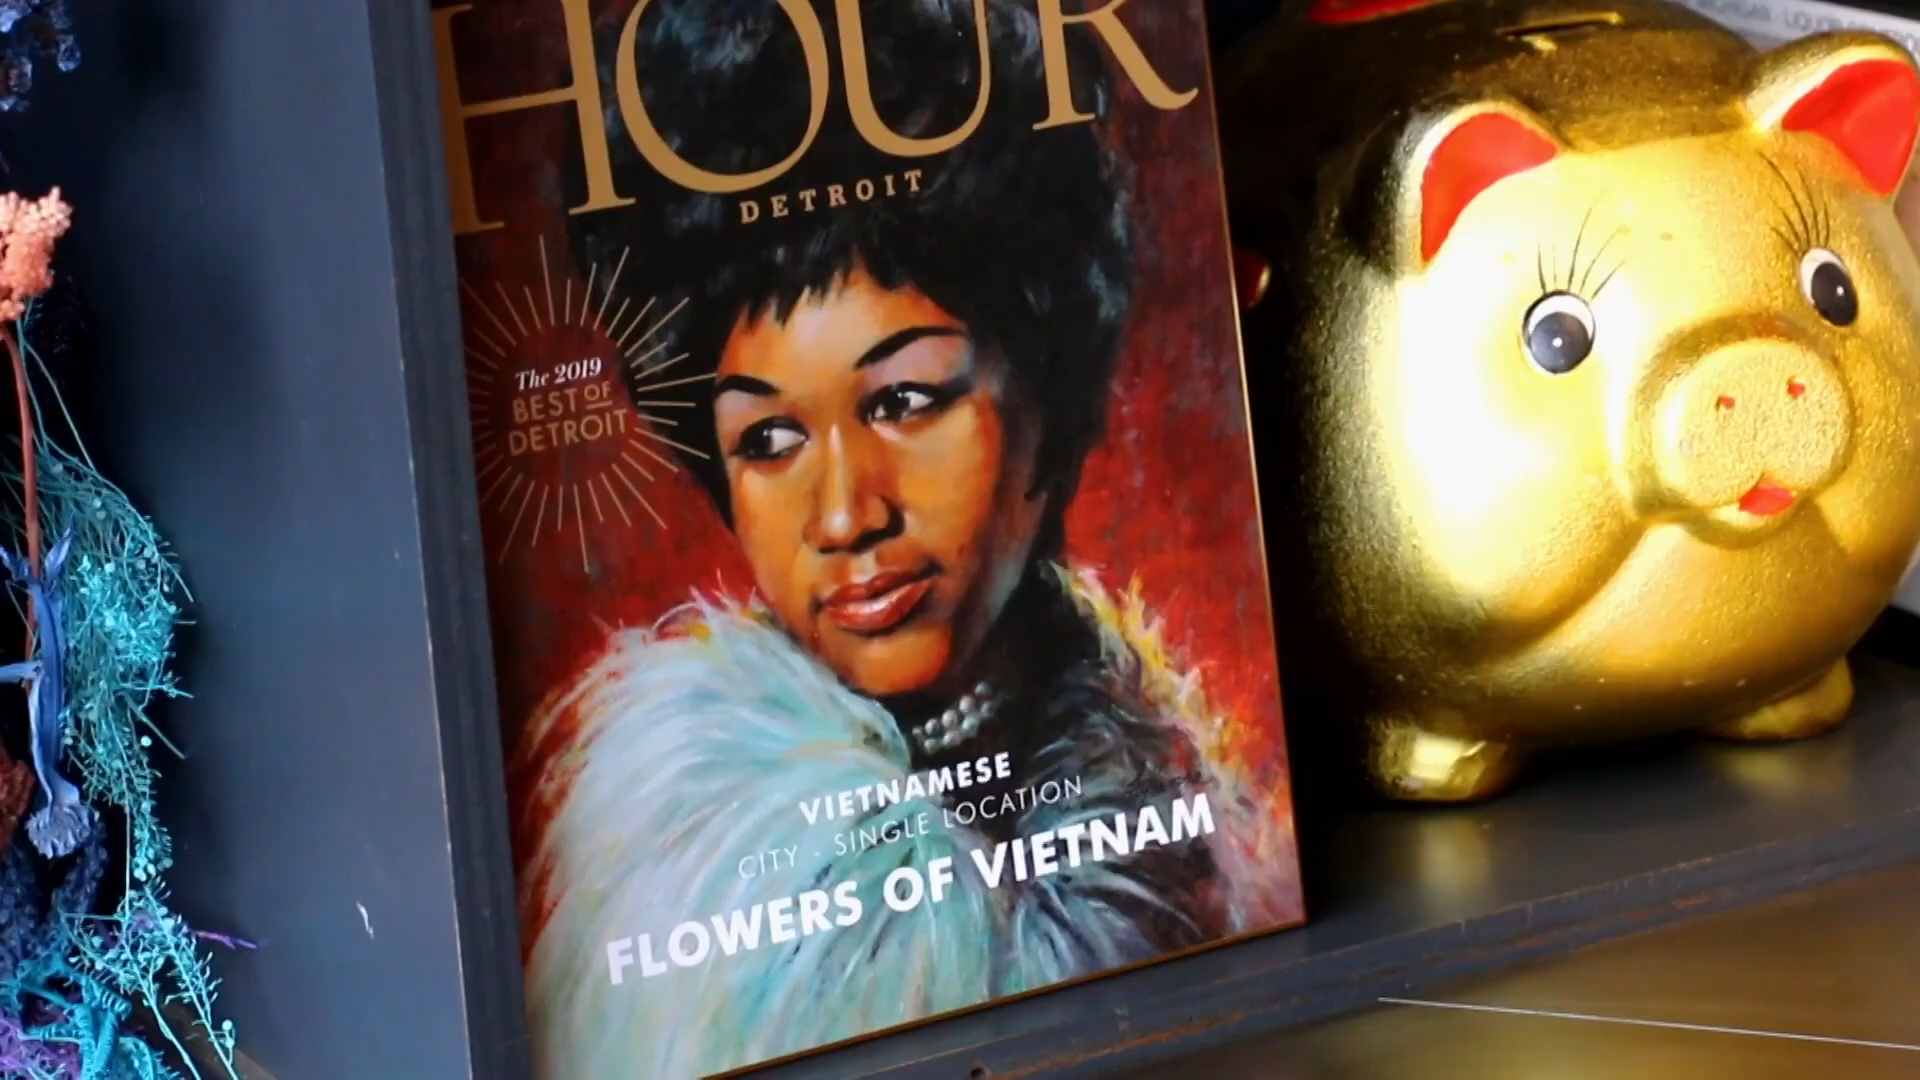 HOUR
DETROIT
The 2019
BEST OF
DETROIT
VIETNAMESE
CITY - SINGLE LOCATION
FLOWERS OF VIETNAM